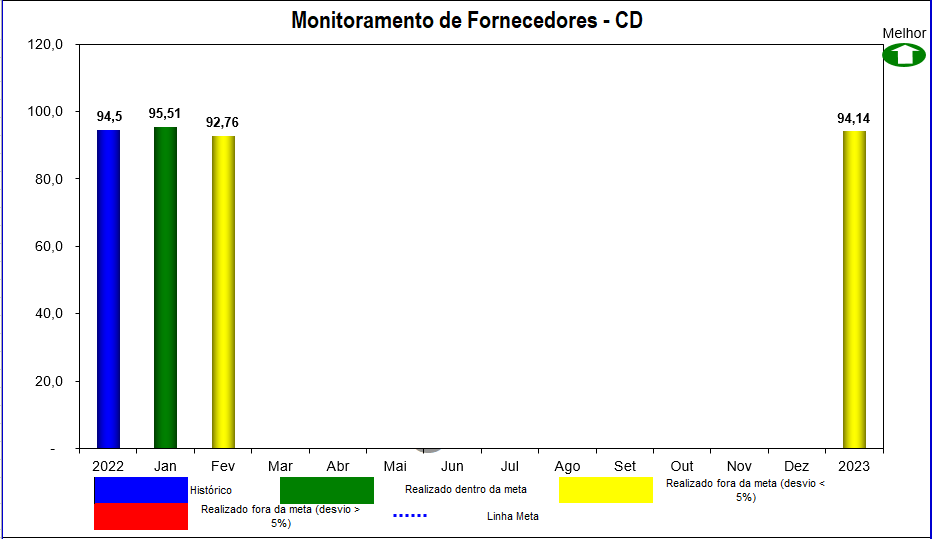 Monitoramento de Fornecedores - CD
Melhor
120,0
100,0
80,0
60,0
40,0
20,0
-
94,5
95,51
92,76
94,14
2022 Jan Fev Mar Abr Mai Jun Jul Ago Set Out Nov Dez 2023
Histórico
Realizado dentro da meta
Realizado fora da meta (desvio <
5%)
Realizado fora da meta (desvio >
5%)
Linha Meta